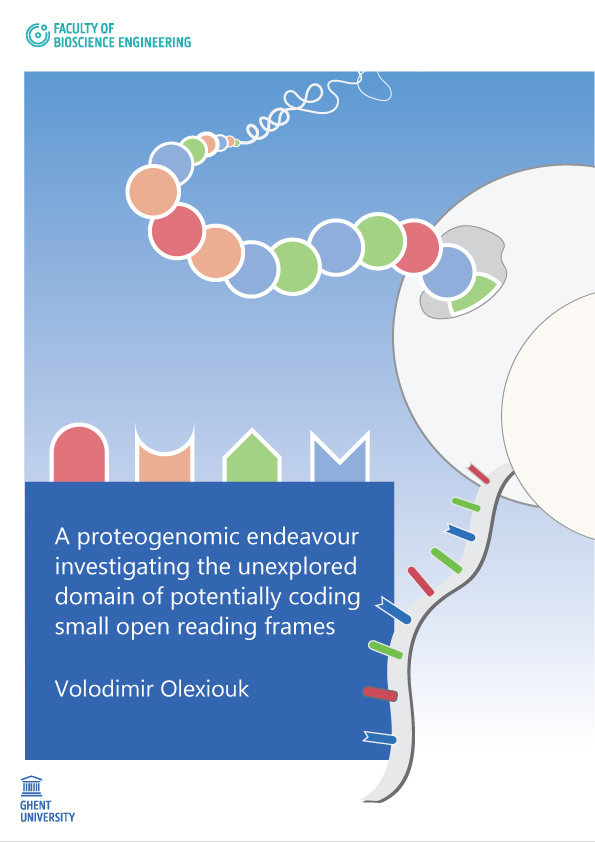 FACULTY OF
BIOSCIENCE ENGINEERING
A proteogenomic endeavour
investigating the unexplored
domain of potentially coding
small open reading frames
Volodimir Olexiouk
GHENT
UNIVERSITY